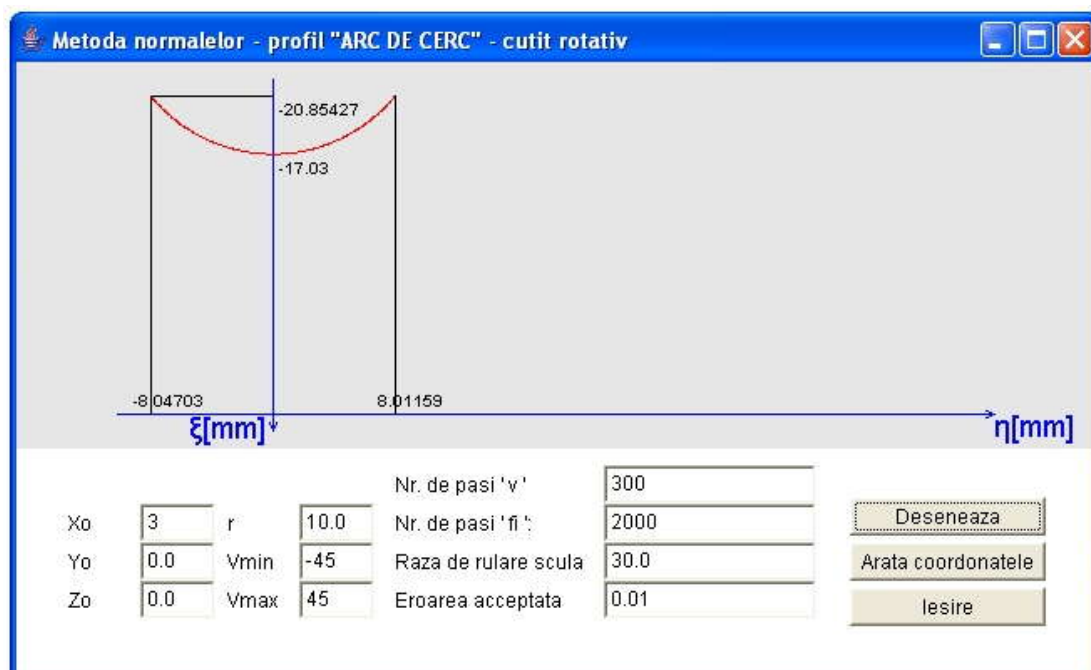 Metoda normalelor - profil "ARC DE CERC" - cutit rotativ
-20.85427
-17.03
-8.04703
8.01159
ξ[mm]
η[mm]
Nr. de pasi 'v'
300
Xo
3
r
10.0
Nr. de pasi 'fi':
2000
Deseneaza
Yo
0.0
Vmin
-45
Raza de rulare scula
30.0
Arata coordonatele
Zo
0.0
Vmax
45
Eroarea acceptata
0.01
Iesire